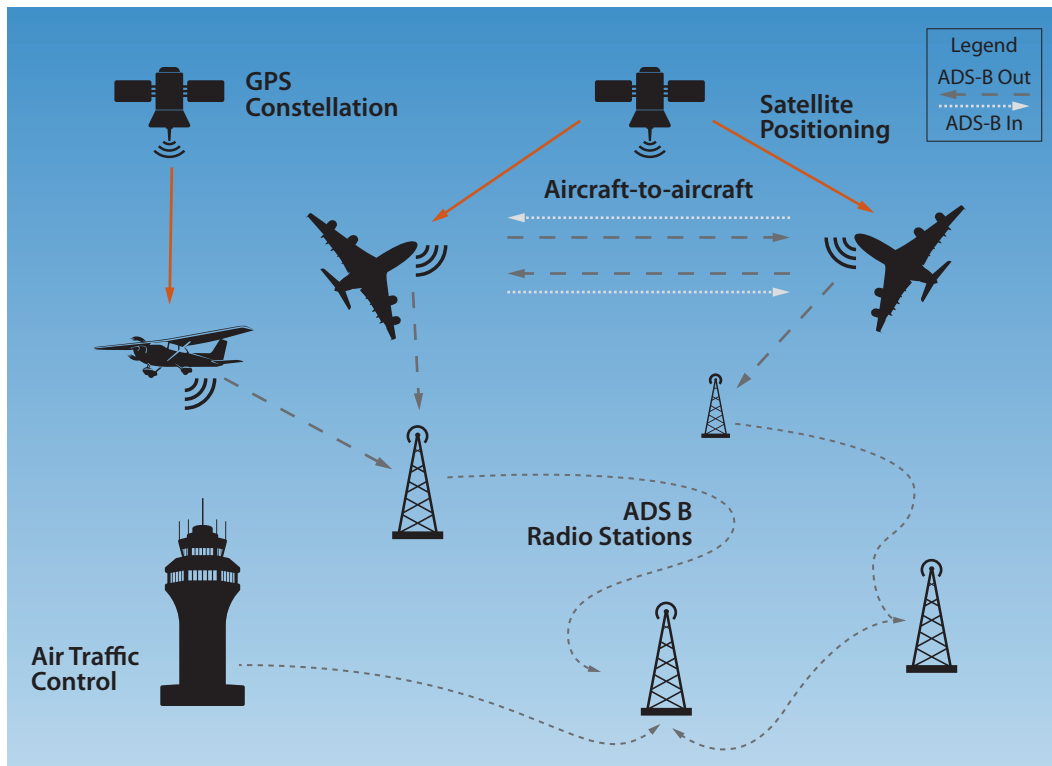 GPS
Constellation
Satellite
Positioning
Legend
ADS-B Out
ADS-B In
Aircraft-to-aircraft
ADS B
Radio Stations
Air Traffic
Control